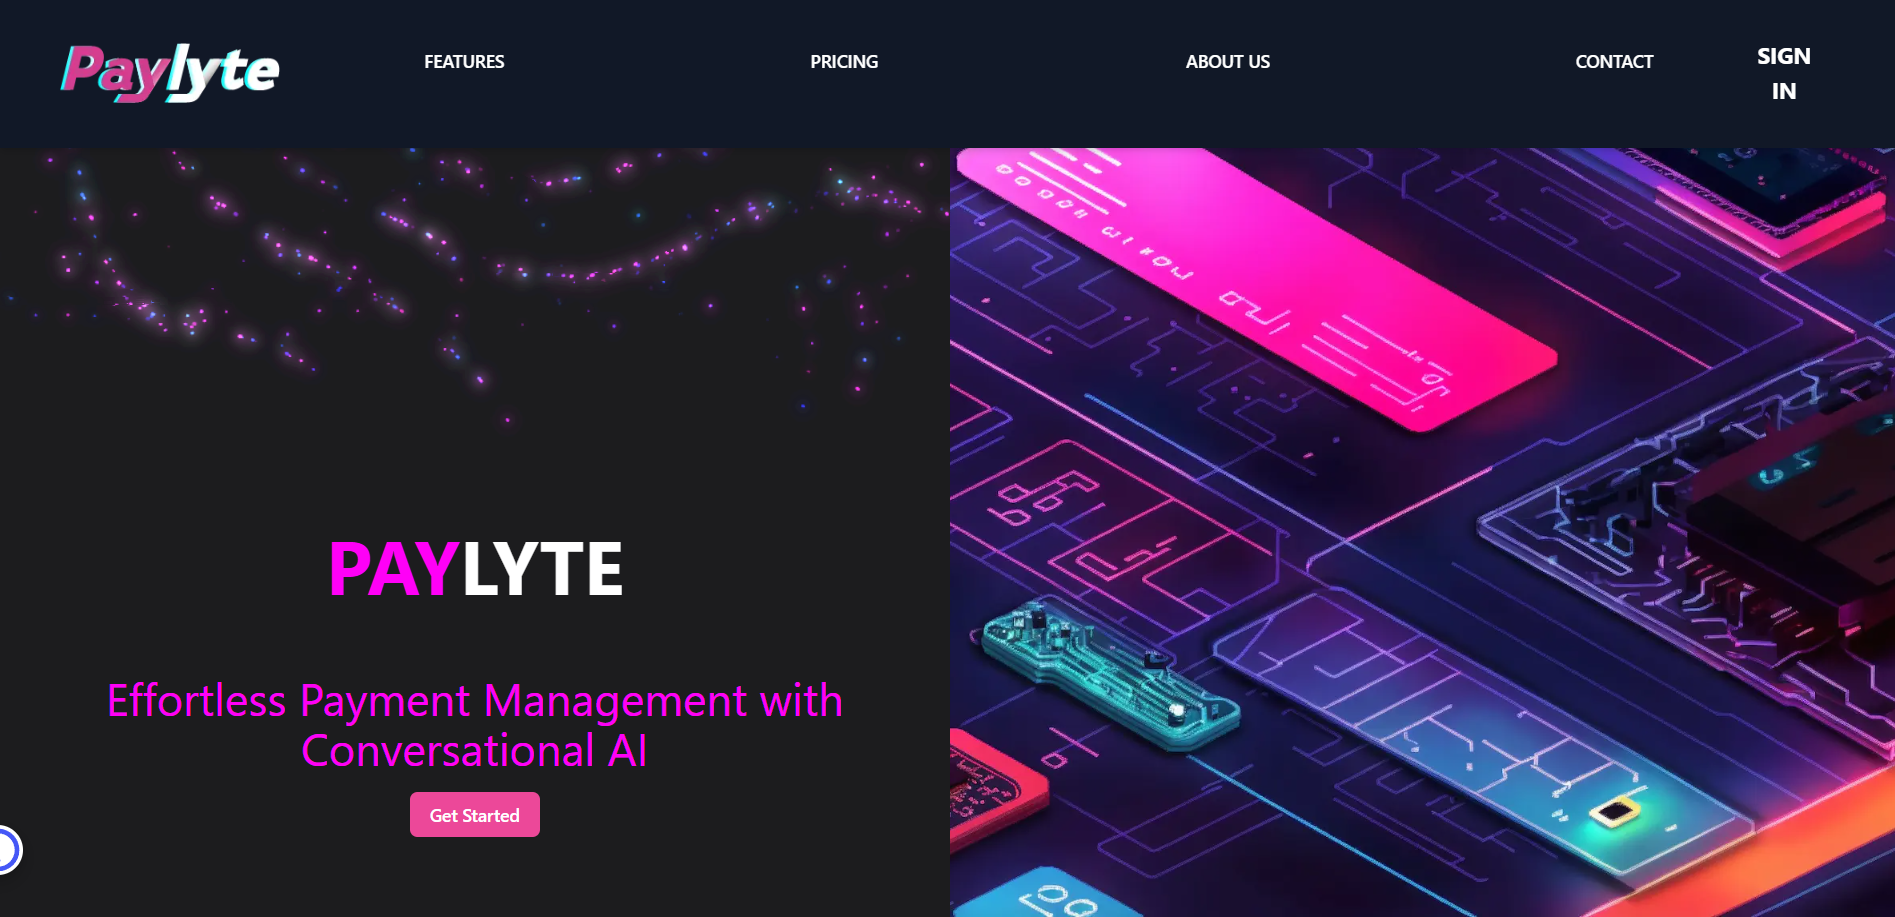 Paylyte
FEATURES
PRICING
ABOUT US
CONTACT
SIGN
IN
PAYLYTE
Effortless Payment Management with
Conversational AI
Get Started